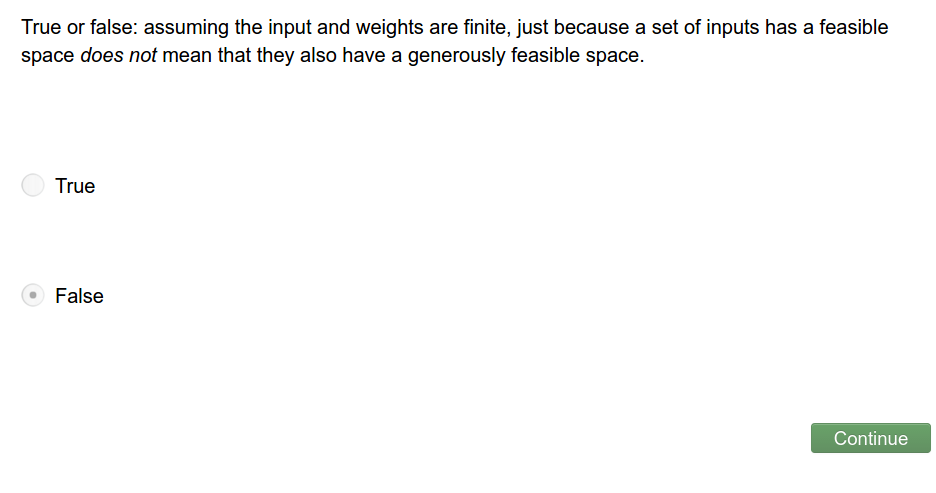 True or false: assuming the input and weights are finite, just because a set of inputs has a feasible
space does not mean that they also have a generously feasible space.
True
False
Continue